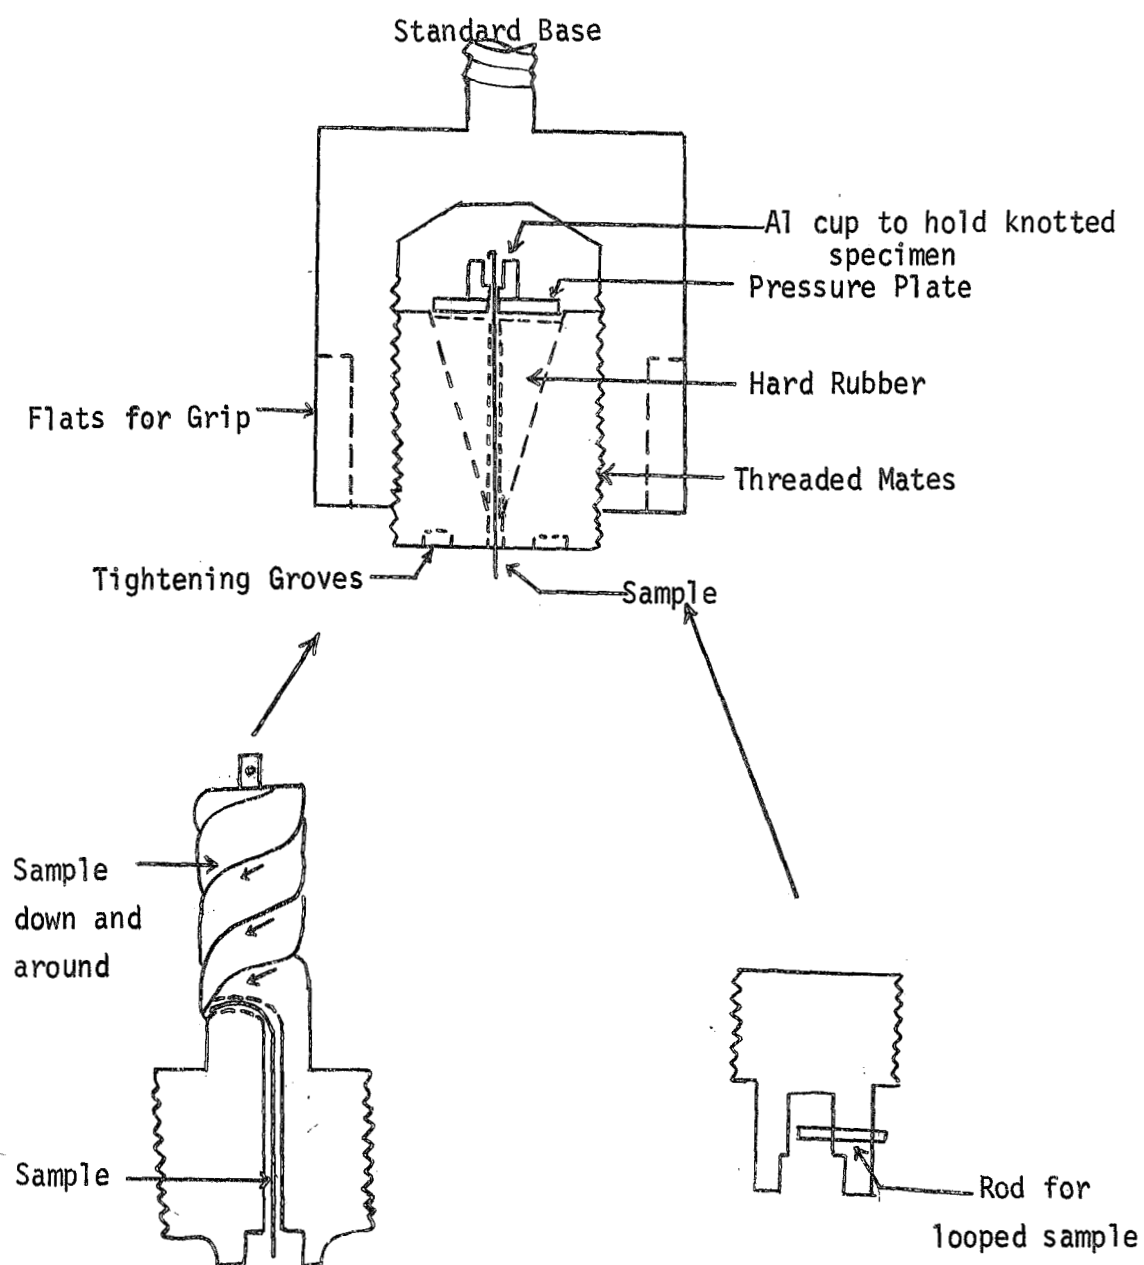 Standard Base
Al cup to hold knotted
specimen
Pressure Plate
Hard Rubber
Flats for Grip
Threaded Mates
Tightening Groves
Sample
Sample
down and
around
Sample
Rod for
looped sample